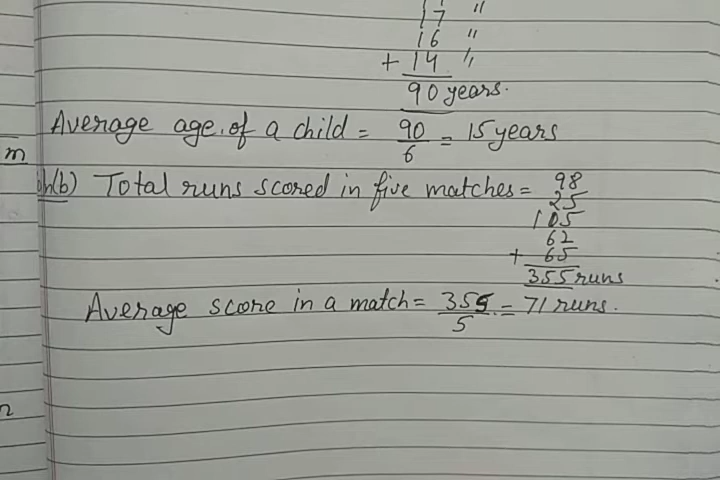 17 "
16 "
+ 14 "
90 years.
Average age of a child = 90/6 = 15 years
m
(b) Total runs scored in five matches = 98
25
105
62
+ 65
355 runs
Average score in a match = 355/5 = 71 runs.